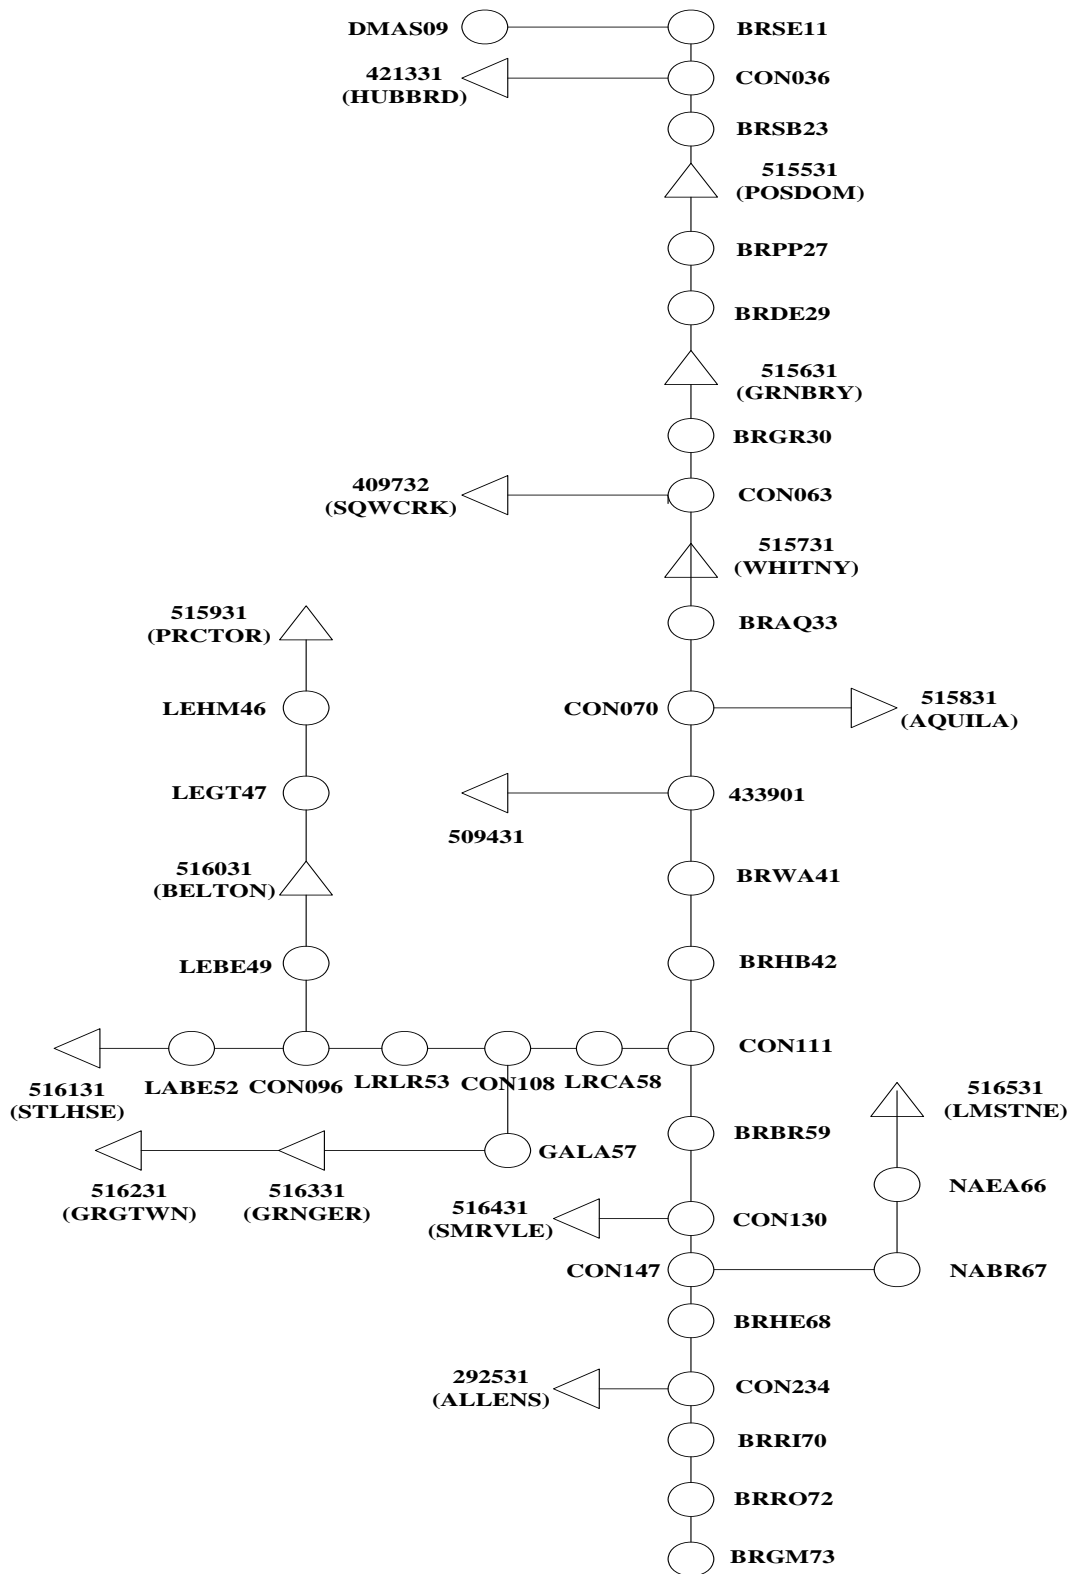 DMAS09
BRSE11
421331
(HUBBRD)
CON036
BRSB23
515531
(POSDOM)
BRPP27
BRDE29
515631
(GRNBRY)
BRGR30
409732
(SQWCRK)
CON063
515731
(WHITNY)
515931
(PRCTOR)
BRAQ33
LEHM46
CON070
515831
(AQUILA)
LEGT47
433901
509431
516031
(BELTON)
BRWA41
LEBE49
BRHB42
CON111
516131
(STLHSE)
LABE52
CON096
LRLR53
CON108
LRCA58
516531
(LMSTNE)
BRBR59
GALA57
516231
(GRGTWN)
516331
(GRNGER)
NAEA66
516431
(SMRVLE)
CON130
CON147
NABR67
BRHE68
292531
(ALLENS)
CON234
BRRI70
BRRO72
BRGM73